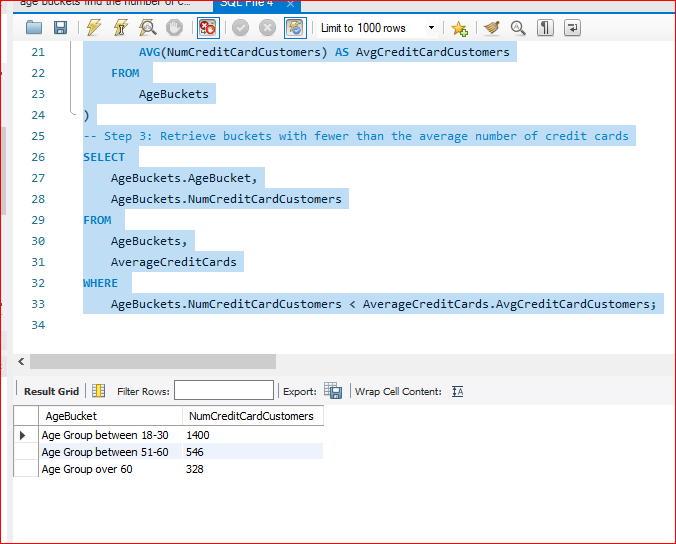 age buckets find the number of c...
SQL File 4
Limit to 1000 rows
21 AVG(NumCreditCardCustomers) AS AvgCreditCardCustomers
22 FROM
23 AgeBuckets
24 )
25 -- Step 3: Retrieve buckets with fewer than the average number of credit cards
26 SELECT
27 AgeBuckets.AgeBucket,
28 AgeBuckets.NumCreditCardCustomers
29 FROM
30 AgeBuckets,
31 AverageCreditCards
32 WHERE
33 AgeBuckets.NumCreditCardCustomers < AverageCreditCards.AvgCreditCardCustomers;
34
Result Grid Filter Rows: Export: Wrap Cell Content:
AgeBucket NumCreditCardCustomers
Age Group between 18-30 1400
Age Group between 51-60 546
Age Group over 60 328